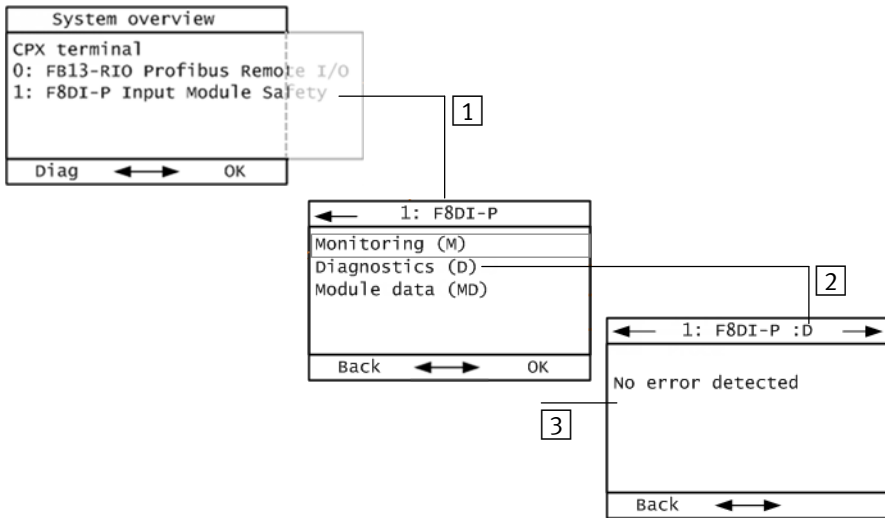 System overview
CPX terminal
0: FB13-RIO Profibus Remote I/O
1: F8DI-P Input Module Safety
Diag OK
1
1: F8DI-P
Monitoring (M)
Diagnostics (D)
Module data (MD)
Back OK
2
1: F8DI-P :D
No error detected
3
Back